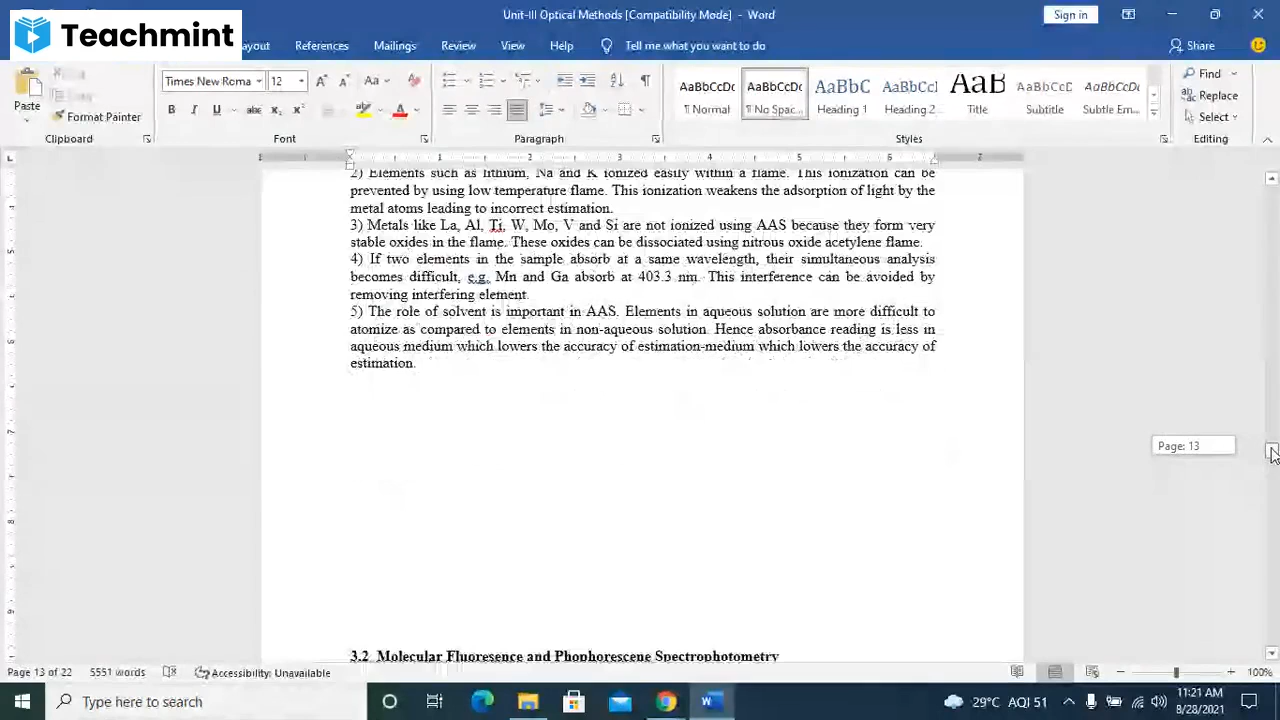 Unit-III Optical Methods [Compatibility Mode] - Word
Sign in
Teachmint
References Mailings Review View Help Tell me what you want to do Share
Times New Roma 12
Paste
Format Painter
Clipboard
Font
Paragraph
AaBbCcDc AaBbCcDc AaBbC AaBbCcI AaB AaBbCcD AaBbCcDc
¶ Normal ¶ No Spac... Heading 1 Heading 2 Title Subtitle Subtle Em...
Styles
Find
Replace
Select
Editing
2) Elements such as lithium, Na and K ionized easily within a flame. This ionization can be
prevented by using low temperature flame. This ionization weakens the adsorption of light by the
metal atoms leading to incorrect estimation.
3) Metals like La, Al, Ti, W, Mo, V and Si are not ionized using AAS because they form very
stable oxides in the flame. These oxides can be dissociated using nitrous oxide acetylene flame.
4) If two elements in the sample absorb at a same wavelength, their simultaneous analysis
becomes difficult, e.g. Mn and Ga absorb at 403.3 nm. This interference can be avoided by
removing interfering element.
5) The role of solvent is important in AAS. Elements in aqueous solution are more difficult to
atomize as compared to elements in non-aqueous solution. Hence absorbance reading is less in
aqueous medium which lowers the accuracy of estimation-medium which lowers the accuracy of
estimation.
Page: 13
3.2 Molecular Fluoresence and Phophorescene Spectrophotometry
Page 13 of 22 5551 words Accessibility: Unavailable 100%
Type here to search
29°C AQI 51
11:21 AM
8/28/2021